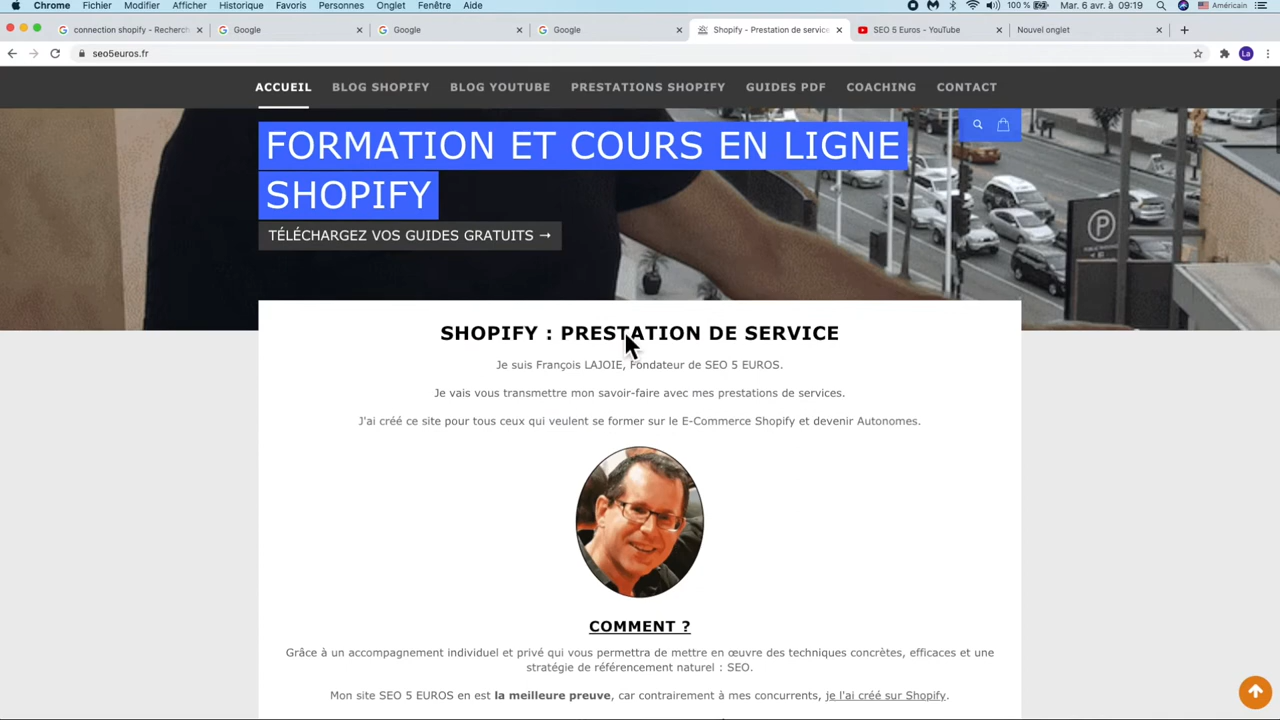 Chrome Fichier Modifier Afficher Historique Favoris Personnes Onglet Fenêtre Aide 100 % Mar. 6 avr. à 09:19 Américain
connection shopify - Recherch Google Google Google Shopify - Prestation de service SEO 5 Euros - YouTube Nouvel onglet
seo5euros.fr La
ACCUEIL BLOG SHOPIFY BLOG YOUTUBE PRESTATIONS SHOPIFY GUIDES PDF COACHING CONTACT
FORMATION ET COURS EN LIGNE
SHOPIFY
TÉLÉCHARGEZ VOS GUIDES GRATUITS →
P
SHOPIFY : PRESTATION DE SERVICE
Je suis François LAJOIE, Fondateur de SEO 5 EUROS.
Je vais vous transmettre mon savoir-faire avec mes prestations de services.
J'ai créé ce site pour tous ceux qui veulent se former sur le E-Commerce Shopify et devenir Autonomes.
COMMENT ?
Grâce à un accompagnement individuel et privé qui vous permettra de mettre en œuvre des techniques concrètes, efficaces et une
stratégie de référencement naturel : SEO.
Mon site SEO 5 EUROS en est la meilleure preuve, car contrairement à mes concurrents, je l'ai créé sur Shopify.